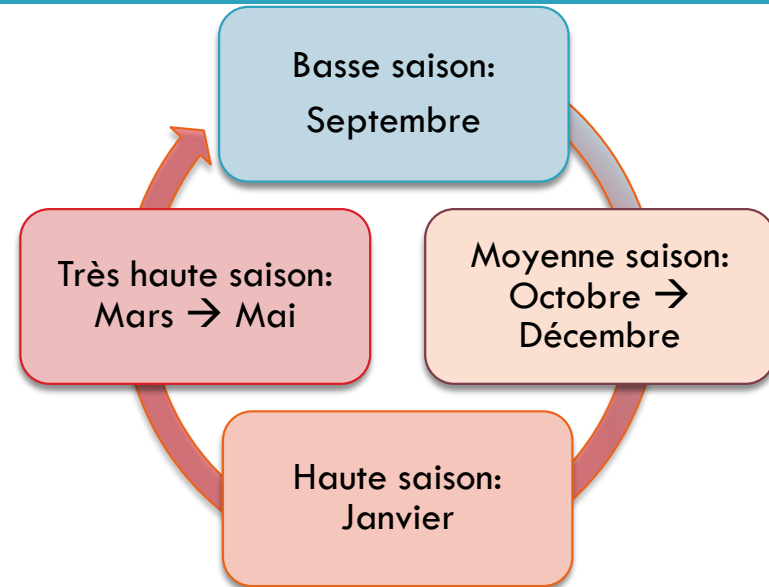 Basse saison:
Septembre
Moyenne saison:
Octobre →
Décembre
Haute saison:
Janvier
Très haute saison:
Mars → Mai